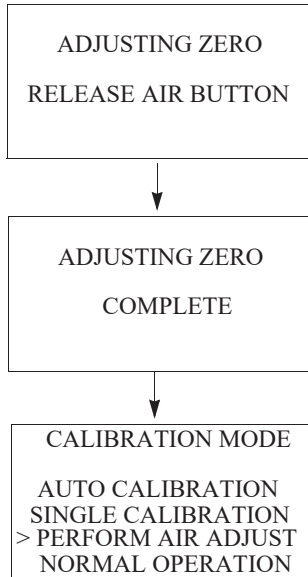 ADJUSTING ZERO
RELEASE AIR BUTTON
ADJUSTING ZERO
COMPLETE
CALIBRATION MODE
AUTO CALIBRATION
SINGLE CALIBRATION
> PERFORM AIR ADJUST
NORMAL OPERATION